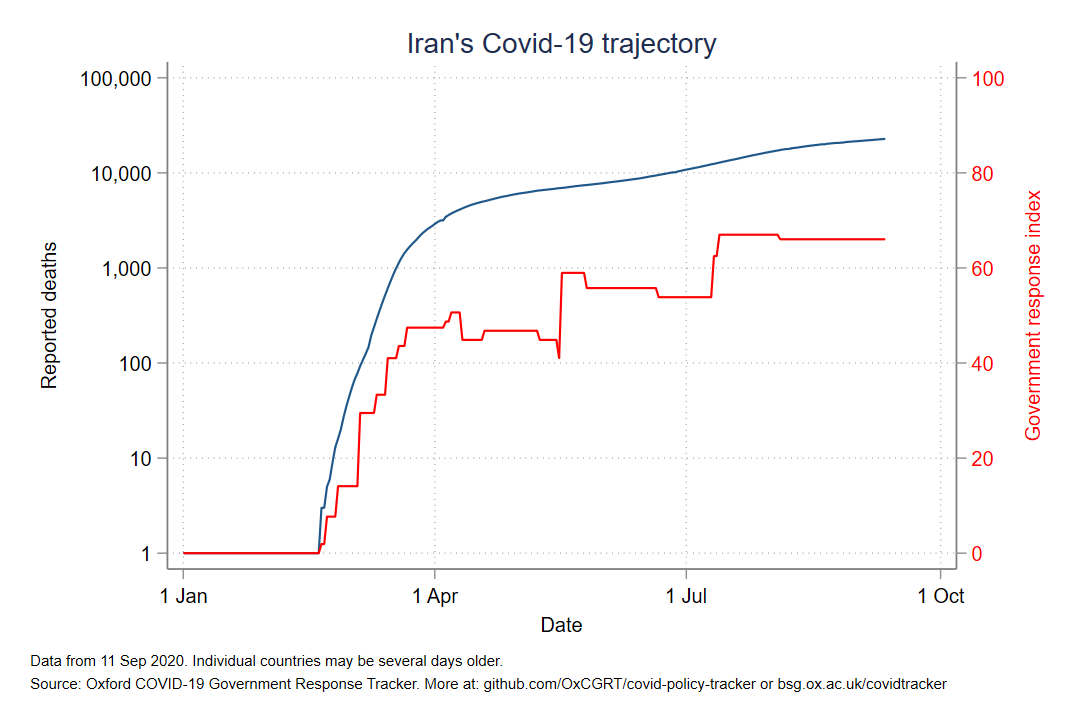 Iran's Covid-19 trajectory
100,000
10,000
1,000
100
10
1
Reported deaths
100
80
60
40
20
0
Government response index
1 Jan
1 Apr
1 Jul
1 Oct
Date
Data from 11 Sep 2020. Individual countries may be several days older.
Source: Oxford COVID-19 Government Response Tracker. More at: github.com/OxCGRT/covid-policy-tracker or bsg.ox.ac.uk/covidtracker